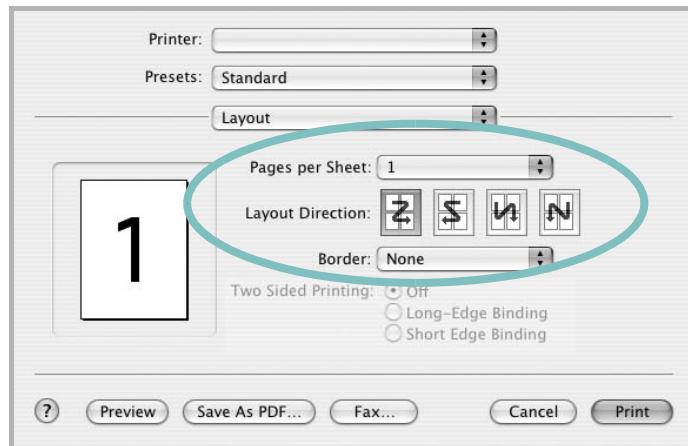 Printer:
Presets: Standard
Layout
Pages per Sheet: 1
Layout Direction:
Border: None
1
Two Sided Printing: Off
Long-Edge Binding
Short Edge Binding
? Preview Save As PDF... Fax... Cancel Print